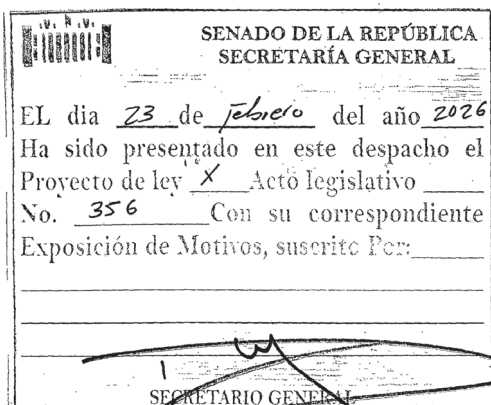 SENADO DE LA REPÚBLICA
SECRETARÍA GENERAL
EL dia 23 de febrero del año 2026
Ha sido presentado en este despacho el
Proyecto de ley X Acto legislativo
No. 356 Con su correspondiente
Exposición de Motivos, suscrito Por:
SECRETARIO GENERAL